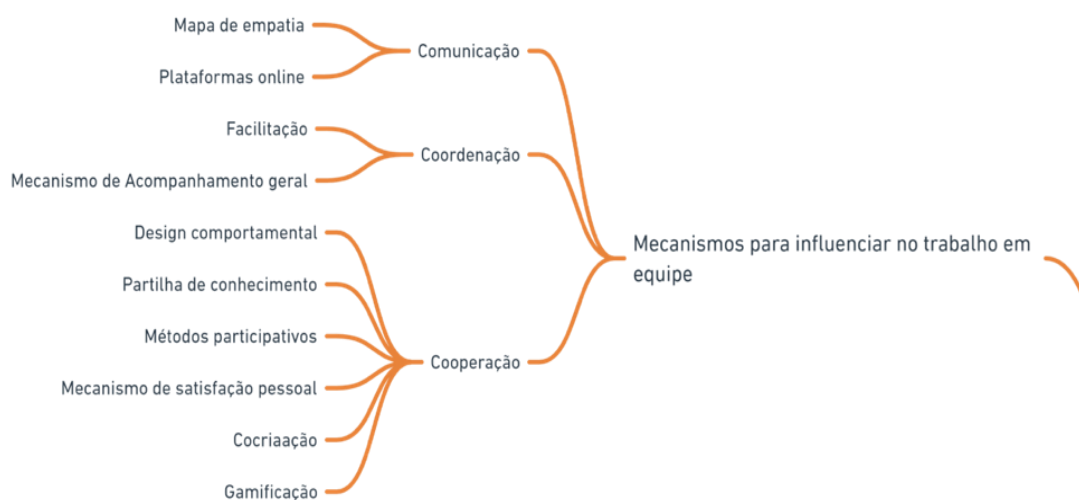 Mapa de empatia
Comunicação
Plataformas online
Facilitação
Coordenação
Mecanismo de Acompanhamento geral
Design comportamental
Mecanismos para influenciar no trabalho em
equipe
Partilha de conhecimento
Métodos participativos
Cooperação
Mecanismo de satisfação pessoal
Cocriaação
Gamificação